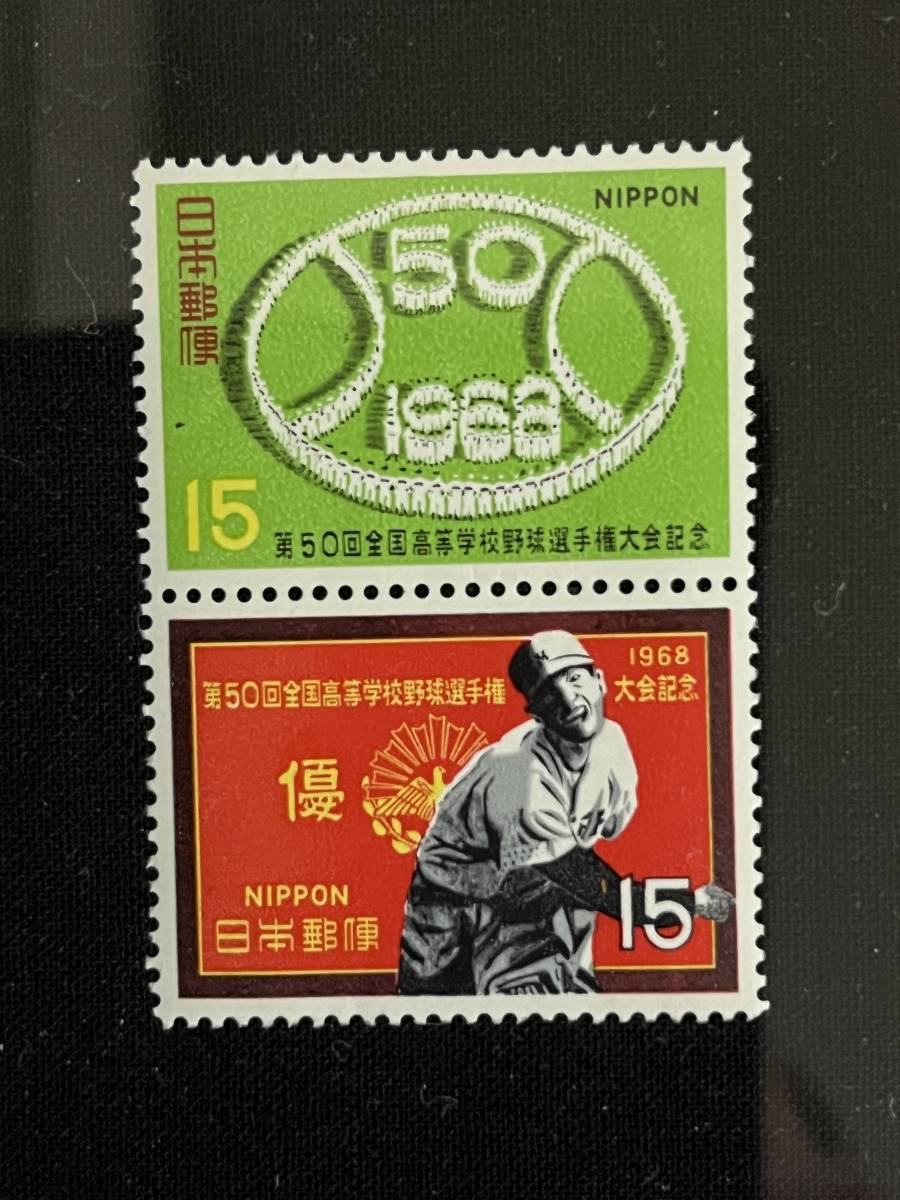 日本郵便
NIPPON
50
1968
15
第50回全国高等学校野球選手権大会記念
1968
第50回全国高等学校野球選手権
大会記念
優
NIPPON
日本郵便
15